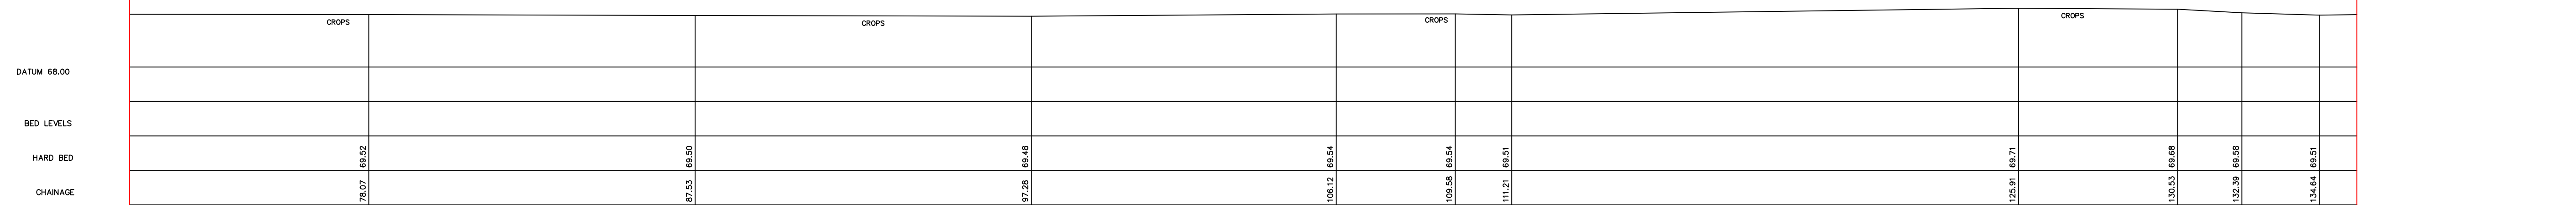 CROPS CROPS CROPS CROPS
DATUM 68.00
BED LEVELS
HARD BED 69.52 69.50 69.48 69.54 69.54 69.51 69.71 69.68 69.58 69.51
CHAINAGE 78.07 87.53 97.28 106.12 109.58 111.21 125.91 130.53 132.39 134.64